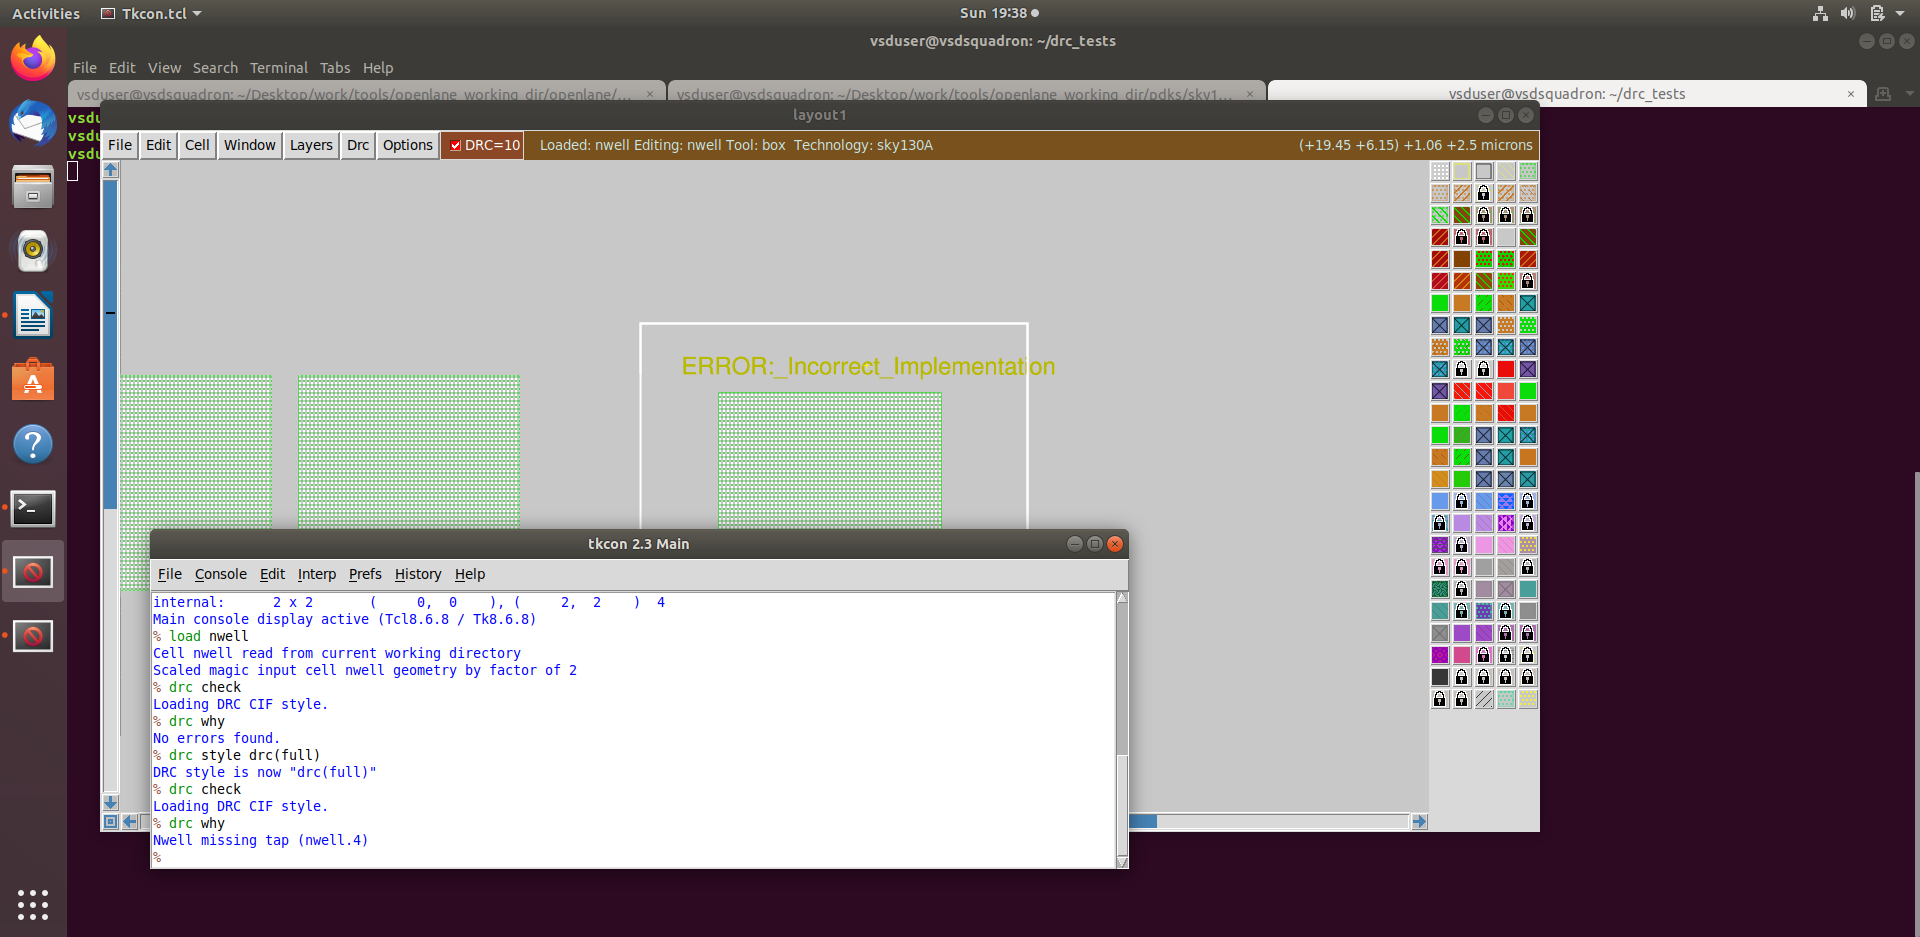 Activities
Tkcon.tcl
Sun 19:38
vsduser@vsdsquadron: ~/drc_tests
File Edit View Search Terminal Tabs Help
vsduser@vsdsquadron: ~/Desktop/work/tools/openlane_working_dir/openlane/... ×
vsduser@vsdsquadron: ~/Desktop/work/tools/openlane_working_dir/pdks/sky1... ×
vsduser@vsdsquadron: ~/drc_tests ×
vsdu
vsdu
vsdu
layout1
File Edit Cell Window Layers Drc Options DRC=10 Loaded: nwell Editing: nwell Tool: box Technology: sky130A (+19.45 +6.15) +1.06 +2.5 microns
ERROR:_Incorrect_Implementation
tkcon 2.3 Main
File Console Edit Interp Prefs History Help
internal: 2 x 2 ( 0, 0 ), ( 2, 2 ) 4
Main console display active (Tcl8.6.8 / Tk8.6.8)
% load nwell
Cell nwell read from current working directory
Scaled magic input cell nwell geometry by factor of 2
% drc check
Loading DRC CIF style.
% drc why
No errors found.
% drc style drc(full)
DRC style is now "drc(full)"
% drc check
Loading DRC CIF style.
% drc why
Nwell missing tap (nwell.4)
%